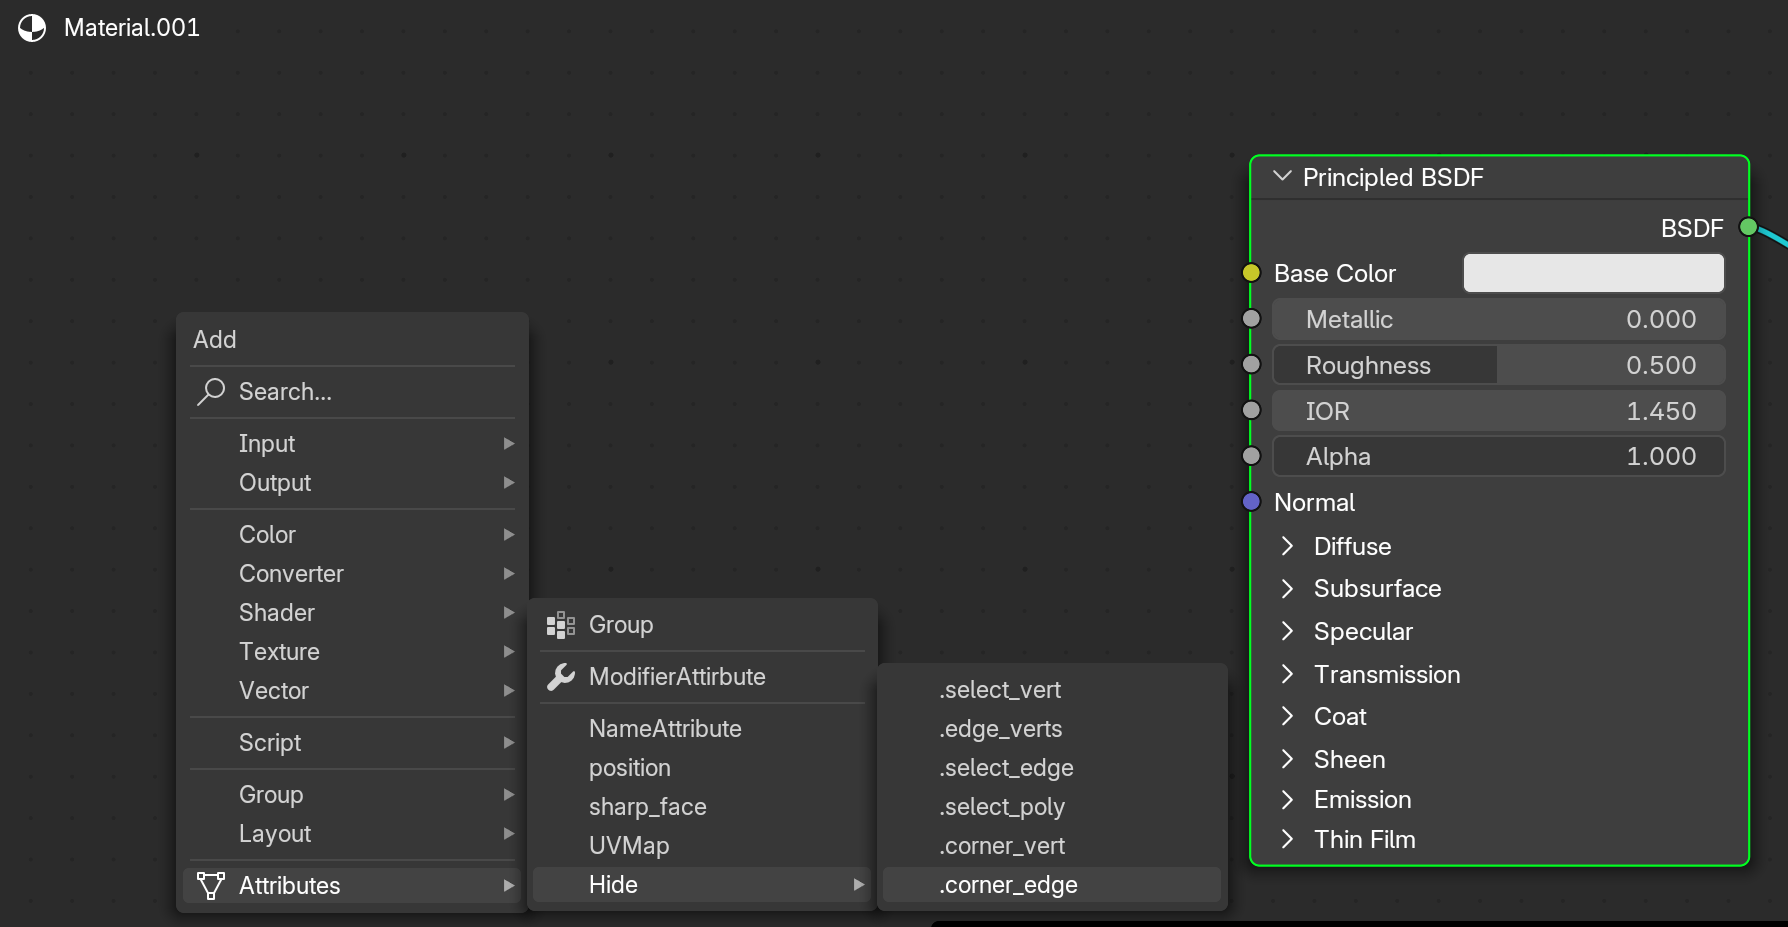 Material.001
Add
Search...
Input
Output
Color
Converter
Shader
Texture
Vector
Script
Group
Layout
Attributes
Group
ModifierAttirbute
NameAttribute
position
sharp_face
UVMap
Hide
.select_vert
.edge_verts
.select_edge
.select_poly
.corner_vert
.corner_edge
Principled BSDF
BSDF
Base Color
Metallic 0.000
Roughness 0.500
IOR 1.450
Alpha 1.000
Normal
Diffuse
Subsurface
Specular
Transmission
Coat
Sheen
Emission
Thin Film